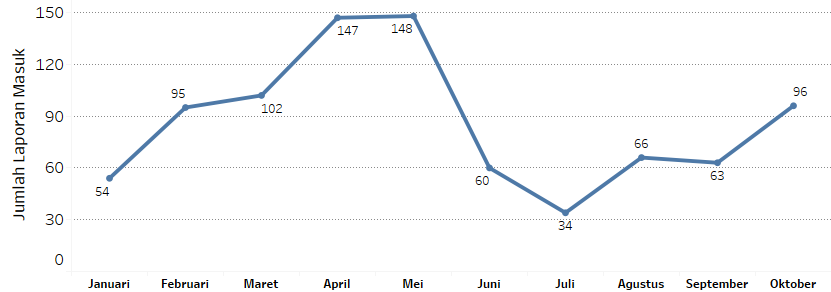 Jumlah Laporan Masuk
150
120
90
60
30
0
54
95
102
147
148
60
34
66
63
96
Januari
Februari
Maret
April
Mei
Juni
Juli
Agustus
September
Oktober